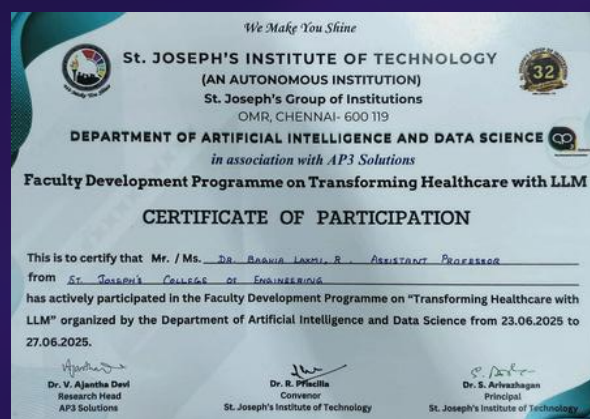 We Make You Shine
St. JOSEPH'S INSTITUTE OF TECHNOLOGY
(AN AUTONOMOUS INSTITUTION)
St. Joseph's Group of Institutions
OMR, CHENNAI- 600 119
32
DEPARTMENT OF ARTIFICIAL INTELLIGENCE AND DATA SCIENCE
in association with AP3 Solutions
Faculty Development Programme on Transforming Healthcare with LLM
CERTIFICATE OF PARTICIPATION
This is to certify that Mr. / Ms. DR. LAXMI, R. ASSISTANT PROFESSOR
from ST. JOSEPH'S COLLEGE OF ENGINEERING
has actively participated in the Faculty Development Programme on "Transforming Healthcare with
LLM" organized by the Department of Artificial Intelligence and Data Science from 23.06.2025 to
27.06.2025.
Dr. V. Ajantha Devi
Research Head
AP3 Solutions
Dr. R. Priscilla
Convenor
St. Joseph's Institute of Technology
Dr. S. Arivazhagan
Principal
St. Joseph's Institute of Technology